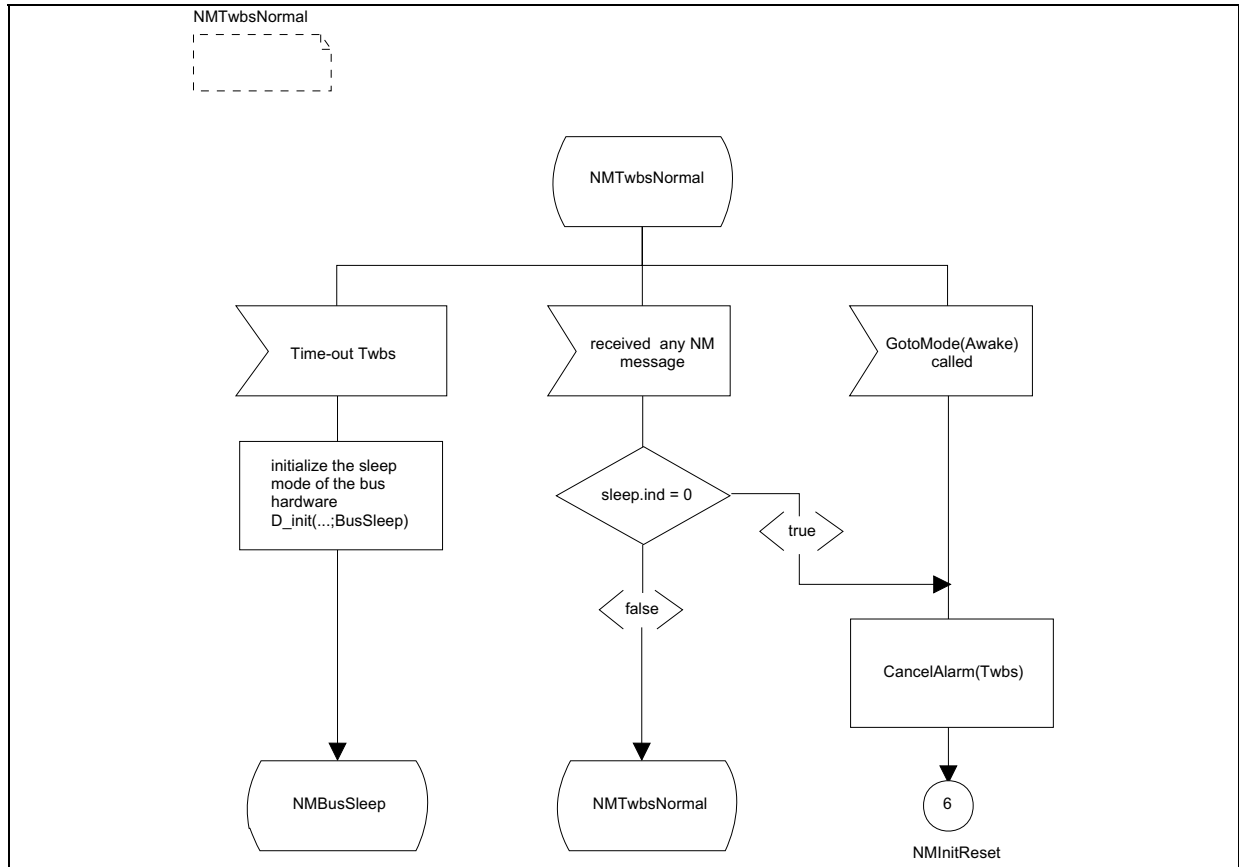 NMTwbsNormal
NMTwbsNormal
Time-out Twbs
received any NM
message
GotoMode(Awake)
called
initialize the sleep
mode of the bus
hardware
D_init(...;BusSleep)
sleep.ind = 0
true
false
CancelAlarm(Twbs)
NMBusSleep
NMTwbsNormal
6
NMInitReset